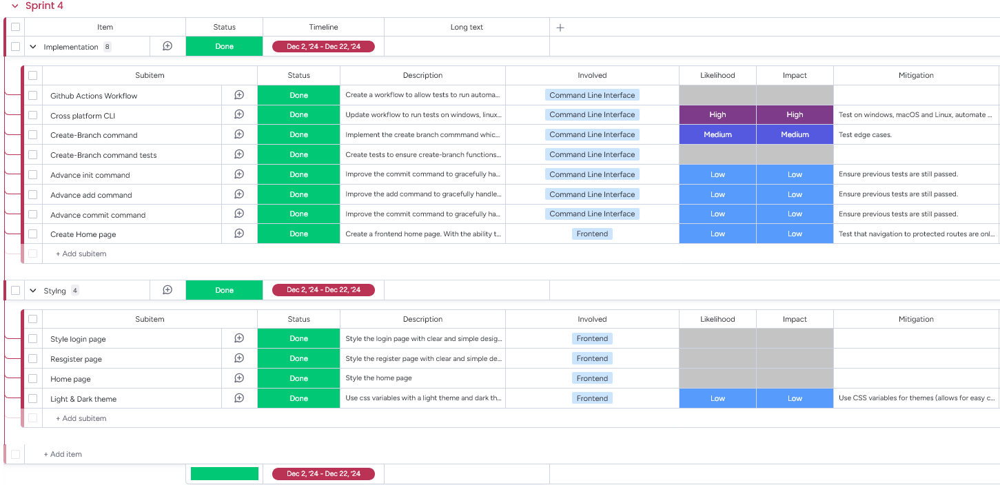 Sprint 4
Item Status Timeline Long text
Implementation 8 Done Dec 2, '24 - Dec 22, '24
Subitem Status Description Involved Likelihood Impact Mitigation
Github Actions Workflow Done Create a workflow to allow tests to run automa... Command Line Interface
Cross platform CLI Done Update workflow to run tests on windows, linux... Command Line Interface High High Test on windows, macOS and Linux, automate ...
Create-Branch command Done Implement the create branch commmand whic... Command Line Interface Medium Medium Test edge cases.
Create-Branch command tests Done Create tests to ensure create-branch functions... Command Line Interface
Advance init command Done Improve the commit command to gracefully ha... Command Line Interface Low Low Ensure previous tests are still passed.
Advance add command Done Improve the add command to gracefully handle... Command Line Interface Low Low Ensure previous tests are still passed.
Advance commit command Done Improve the commit command to gracefully ha... Command Line Interface Low Low Ensure previous tests are still passed.
Create Home page Done Create a frontend home page. With the ability t... Frontend Low Low Test that navigation to protected routes are onl...
+ Add subitem
Stylng 4 Done Dec 2, '24 - Dec 22, '24
Subitem Status Description Involved Likelihood Impact Mitigation
Style login page Done Style the login page with clear and simple desig... Frontend
Resgister page Done Style the register page with clear and simple de... Frontend
Home page Done Style the home page Frontend
Light & Dark theme Done Use css variables with a light theme and dark th... Frontend Low Low Use CSS variables for themes (allows for easy c...
+ Add subitem
+ Add item
Dec 2, '24 - Dec 22, '24